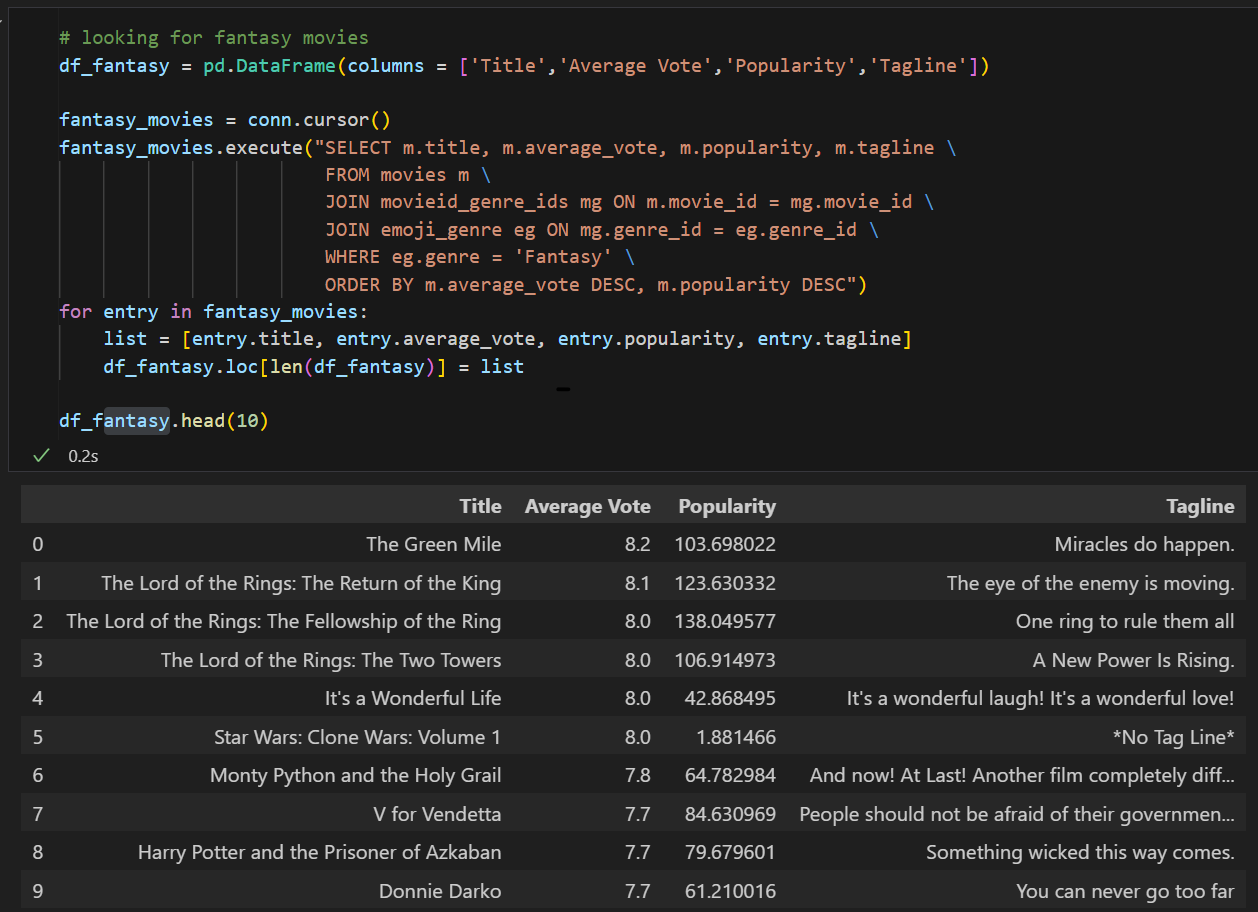 # looking for fantasy movies
df_fantasy = pd.DataFrame(columns = ['Title','Average Vote','Popularity','Tagline'])
fantasy_movies = conn.cursor()
fantasy_movies.execute("SELECT m.title, m.average_vote, m.popularity, m.tagline \
FROM movies m \
JOIN movieid_genre_ids mg ON m.movie_id = mg.movie_id \
JOIN emoji_genre eg ON mg.genre_id = eg.genre_id \
WHERE eg.genre = 'Fantasy' \
ORDER BY m.average_vote DESC, m.popularity DESC")
for entry in fantasy_movies:
list = [entry.title, entry.average_vote, entry.popularity, entry.tagline]
df_fantasy.loc[len(df_fantasy)] = list
df_fantasy.head(10)
0.2s
Title Average Vote Popularity Tagline
0 The Green Mile 8.2 103.698022 Miracles do happen.
1 The Lord of the Rings: The Return of the King 8.1 123.630332 The eye of the enemy is moving.
2 The Lord of the Rings: The Fellowship of the Ring 8.0 138.049577 One ring to rule them all
3 The Lord of the Rings: The Two Towers 8.0 106.914973 A New Power Is Rising.
4 It's a Wonderful Life 8.0 42.868495 It's a wonderful laugh! It's a wonderful love!
5 Star Wars: Clone Wars: Volume 1 8.0 1.881466 *No Tag Line*
6 Monty Python and the Holy Grail 7.8 64.782984 And now! At Last! Another film completely diff...
7 V for Vendetta 7.7 84.630969 People should not be afraid of their governmen...
8 Harry Potter and the Prisoner of Azkaban 7.7 79.679601 Something wicked this way comes.
9 Donnie Darko 7.7 61.210016 You can never go too far